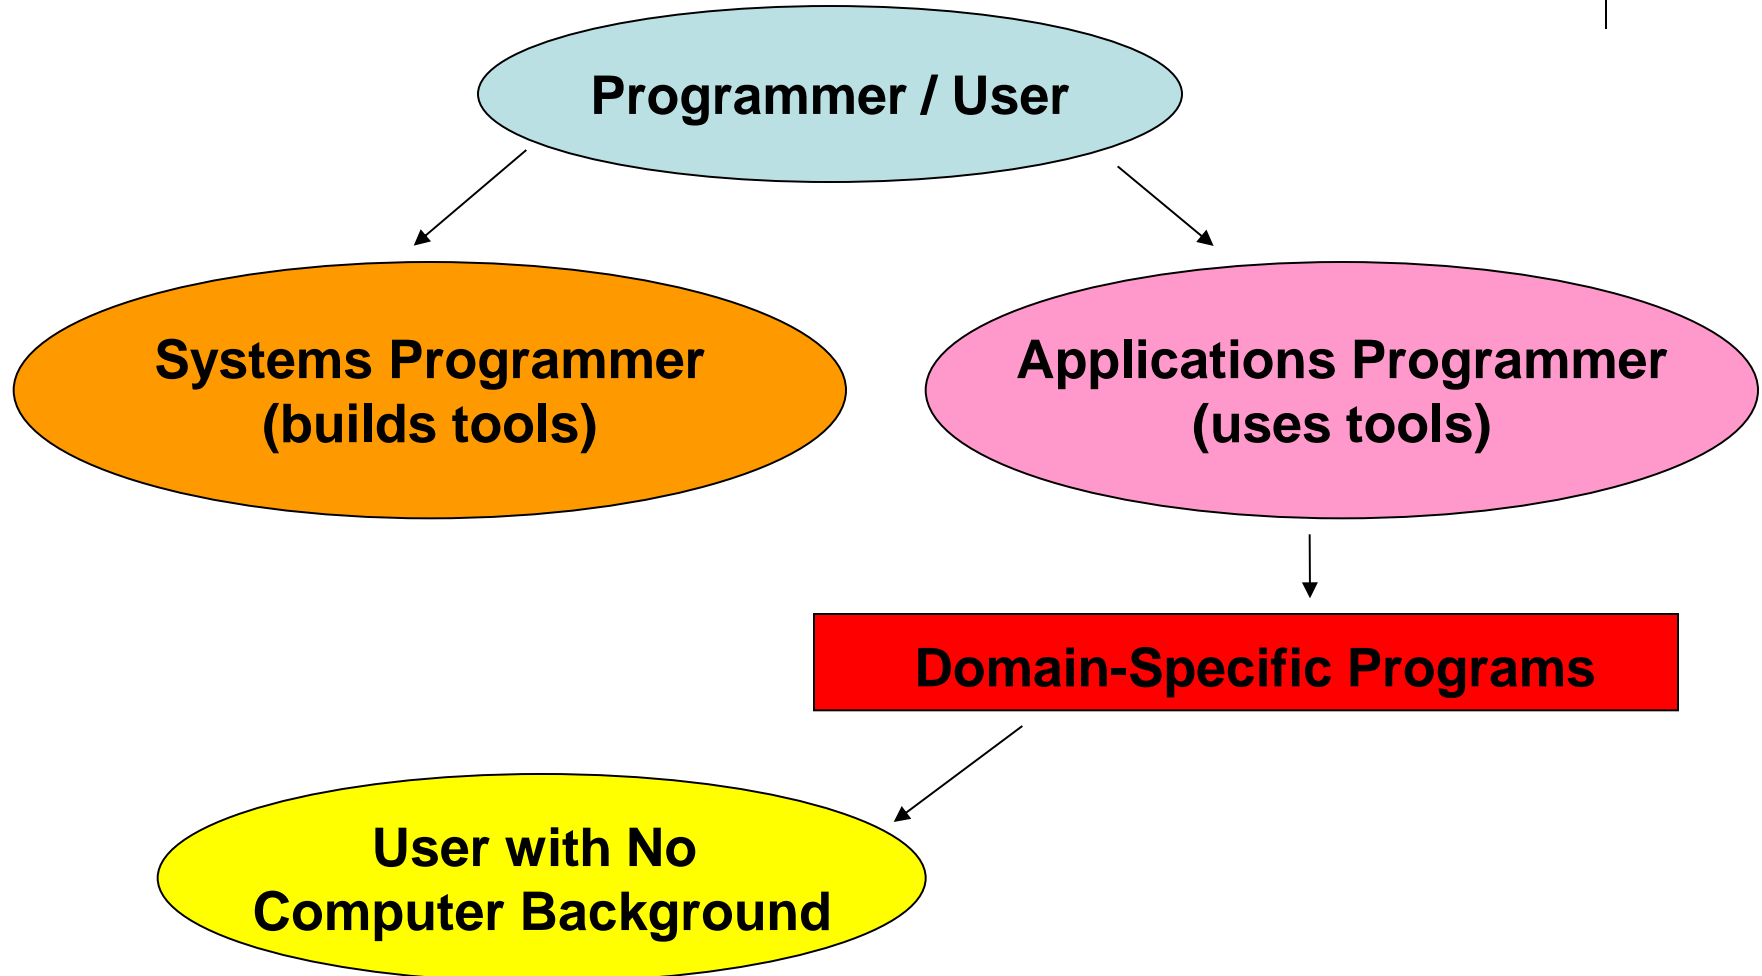 Programmer / User
Systems Programmer
(builds tools)
Applications Programmer
(uses tools)
Domain-Specific Programs
User with No
Computer Background